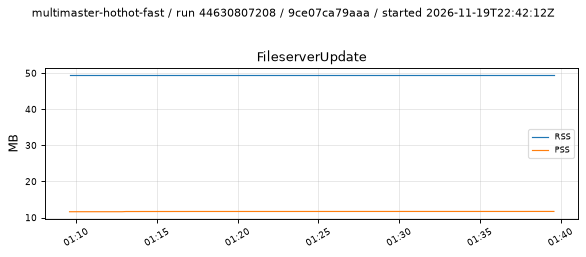 multimaster-hothot-fast / run 44630807208 / 9ce07ca79aaa / started 2026-11-19T22:42:12Z
FileserverUpdate
50
40
30
20
10
MB
RSS
PSS
01:10
01:15
01:20
01:25
01:30
01:35
01:40